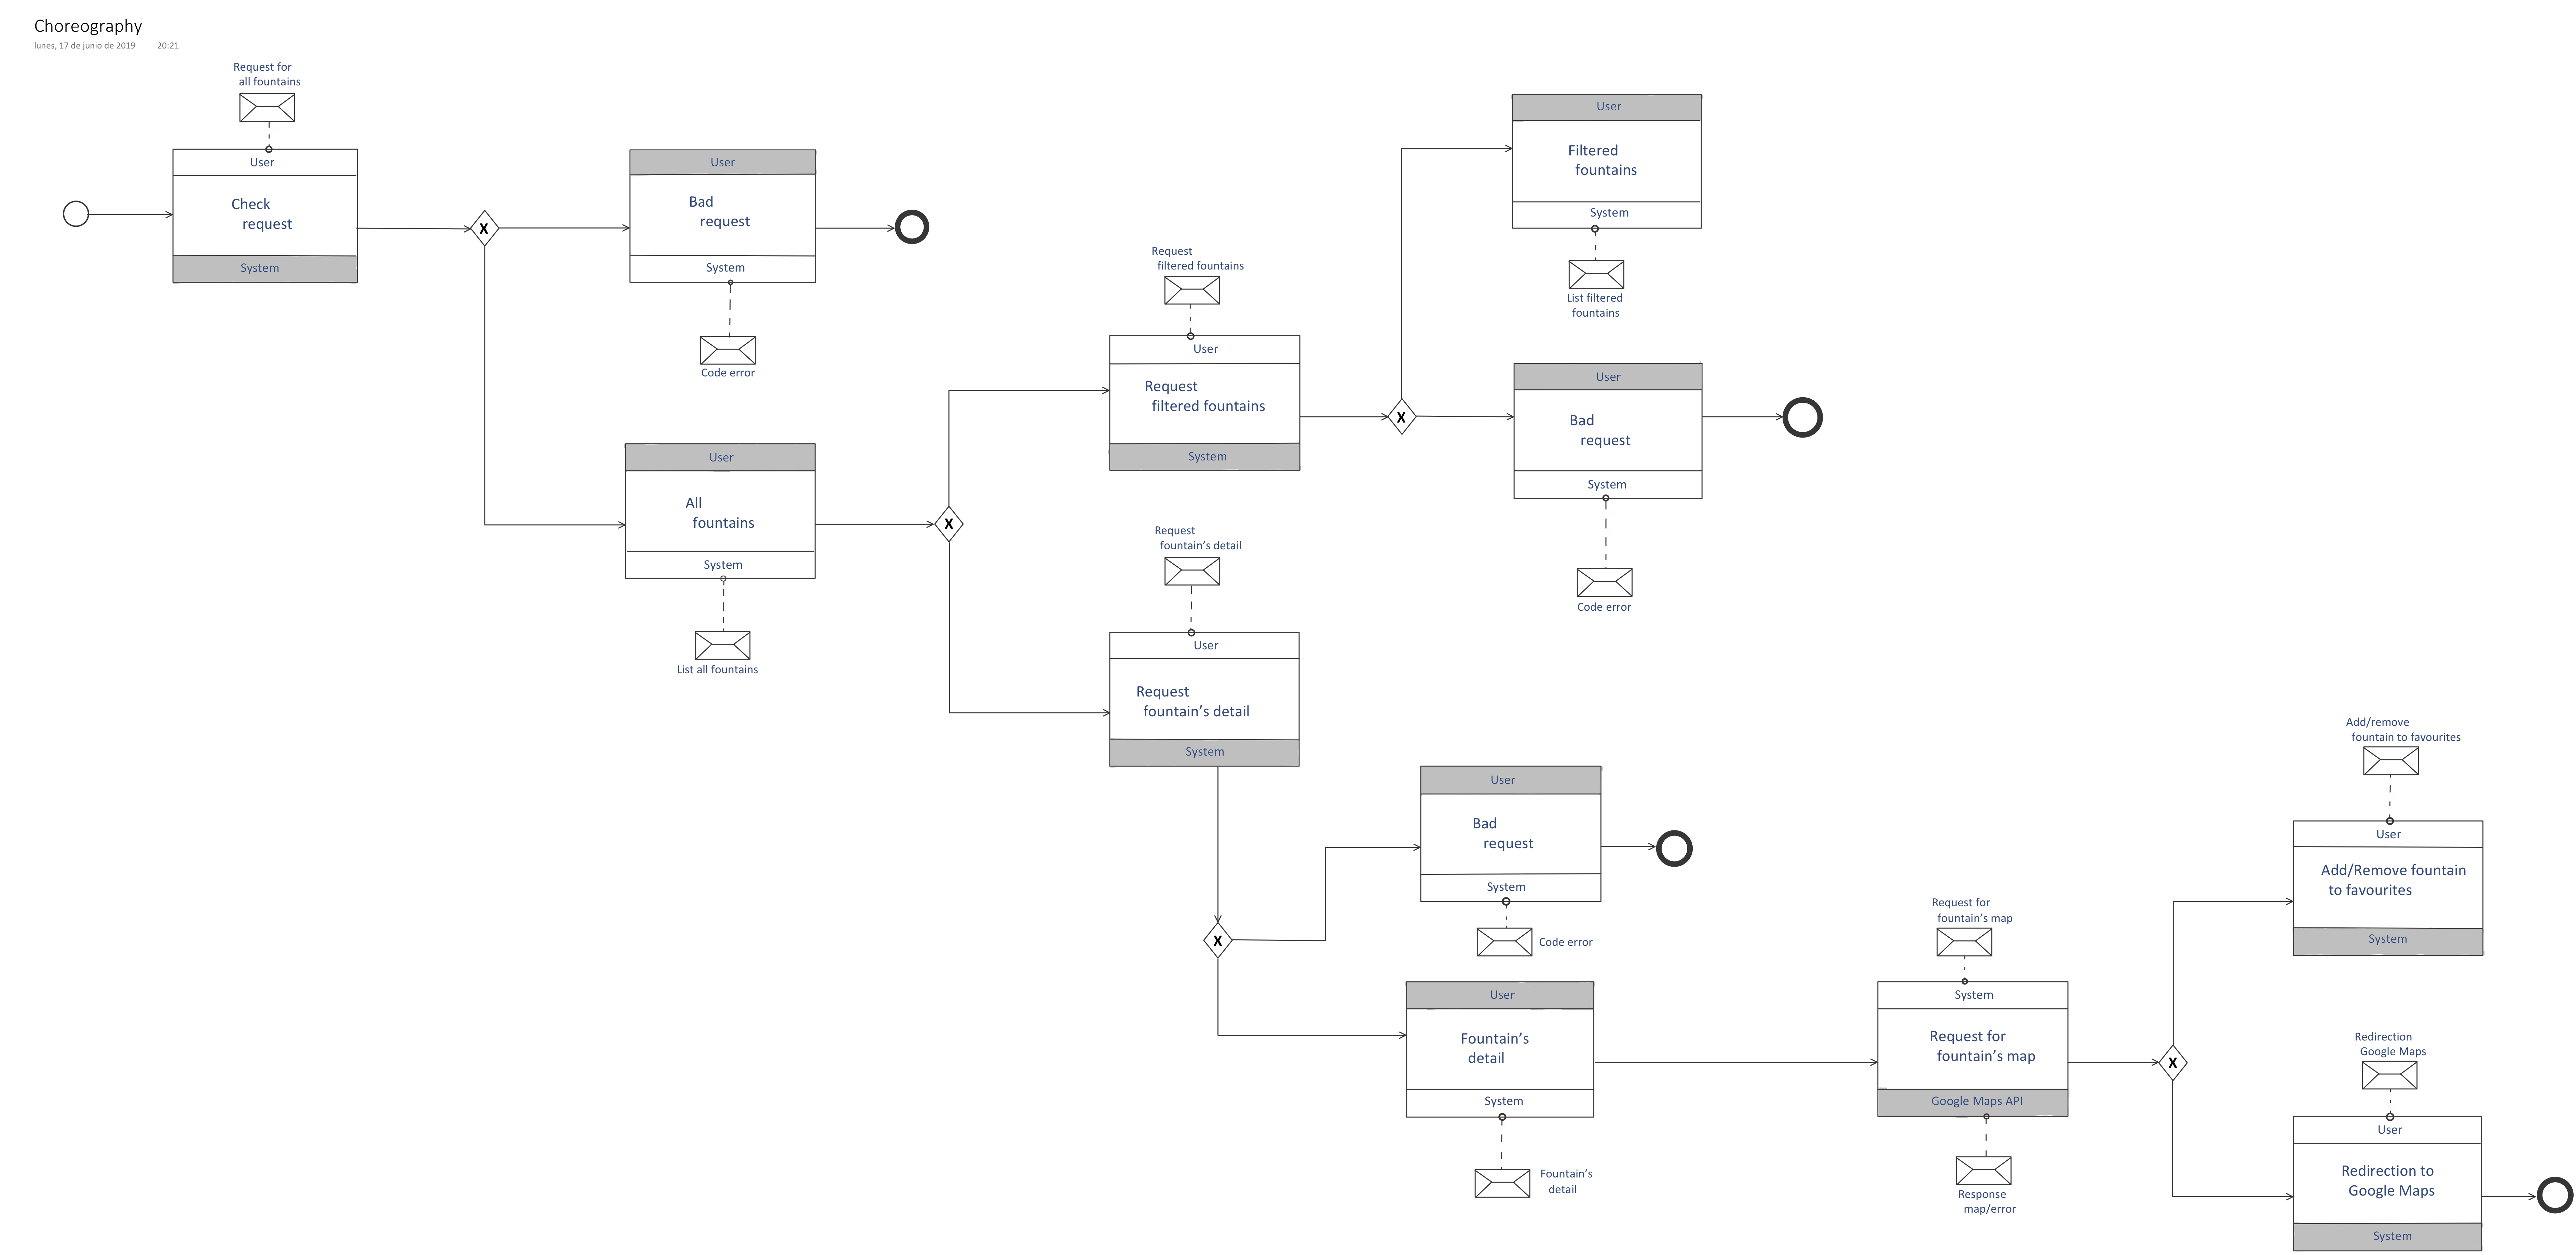 Choreography
lunes, 17 de junio de 2019 20:21
Request for
all fountains
User
Check
request
System
X
User
Bad
request
System
Code error
User
All
fountains
System
List all fountains
X
Request
filtered fountains
User
Request
filtered fountains
System
X
User
Filtered
fountains
System
List filtered
fountains
User
Bad
request
System
Code error
Request
fountain’s detail
User
Request
fountain’s detail
System
X
User
Bad
request
System
Code error
User
Fountain’s
detail
System
Fountain’s
detail
Request for
fountain’s map
System
Request for
fountain’s map
Google Maps API
Response
map/error
X
Add/remove
fountain to favourites
User
Add/Remove fountain
to favourites
System
Redirection
Google Maps
User
Redirection to
Google Maps
System